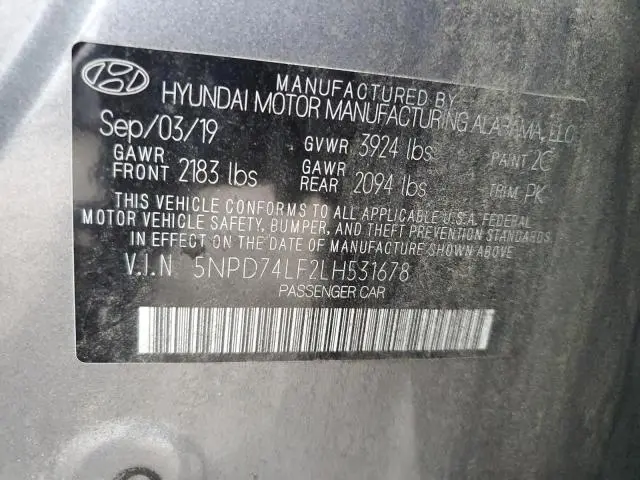 MANUFACTURED BY
HYUNDAI MOTOR MANUFACTURING ALABAMA, LLC
Sep/03/19 GVWR 3924 lbs PAINT 2C
GAWR FRONT 2183 lbs GAWR REAR 2094 lbs TRIM PK
THIS VEHICLE CONFORMS TO ALL APPLICABLE U.S.A. FEDERAL
MOTOR VEHICLE SAFETY, BUMPER, AND THEFT PREVENTION STANDARDS
IN EFFECT ON THE DATE OF MANUFACTURE SHOWN ABOVE.
V.I.N 5NPD74LF2LH531678
PASSENGER CAR